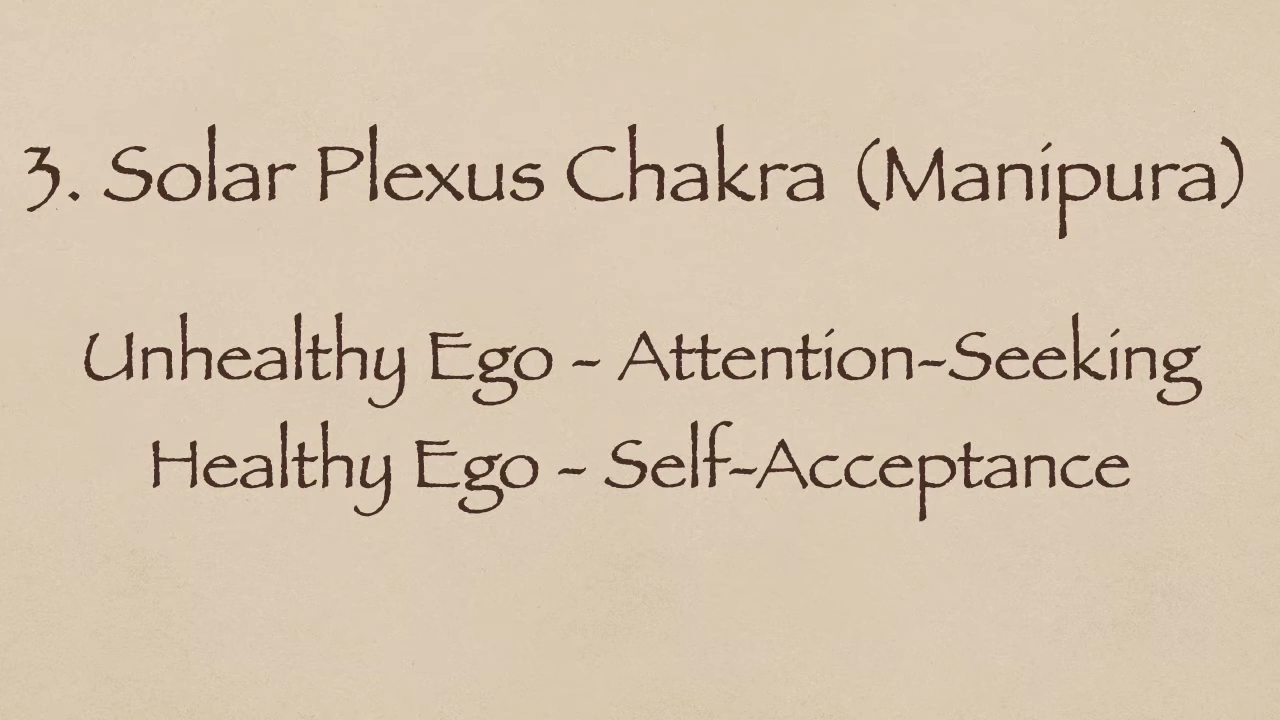 3. Solar Plexus Chakra (Manipura)
Unhealthy Ego - Attention-Seeking
Healthy Ego - Self-Acceptance